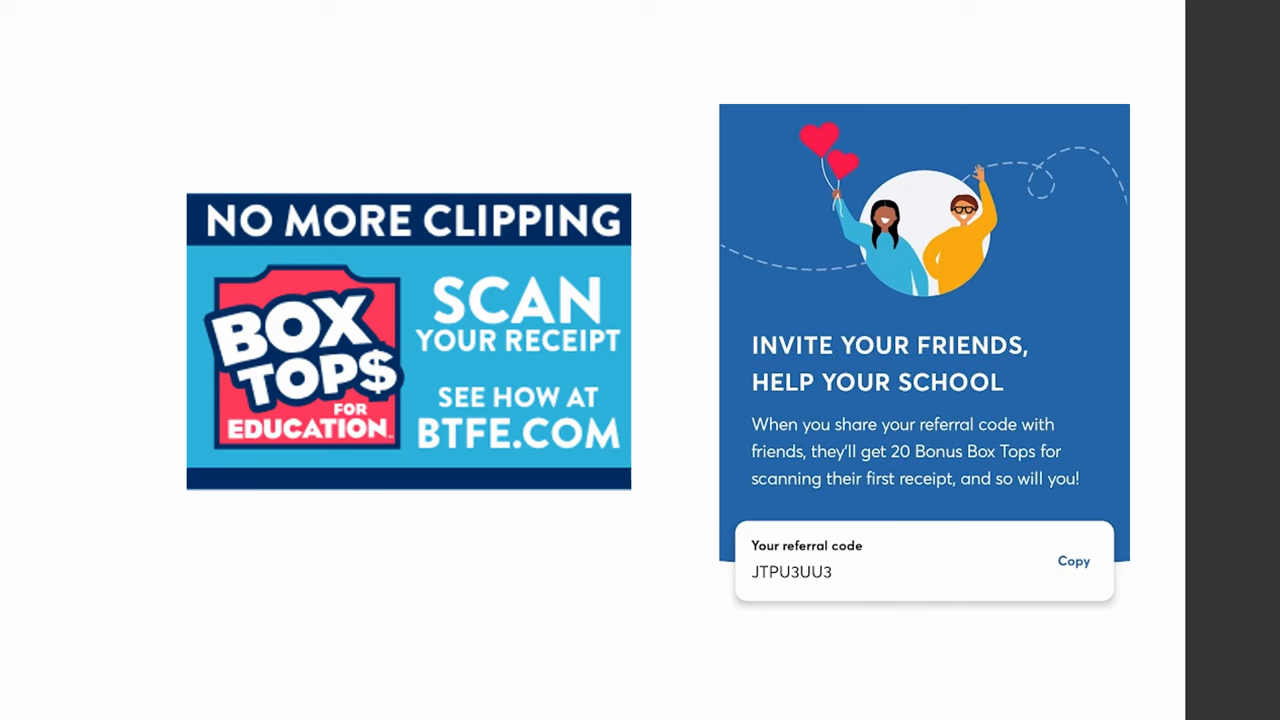 NO MORE CLIPPING
BOX
TOP$
FOR
EDUCATION
SCAN
YOUR RECEIPT
SEE HOW AT
BTFE.COM
INVITE YOUR FRIENDS,
HELP YOUR SCHOOL
When you share your referral code with
friends, they'll get 20 Bonus Box Tops for
scanning their first receipt, and so will you!
Your referral code
JTPU3UU3
Copy